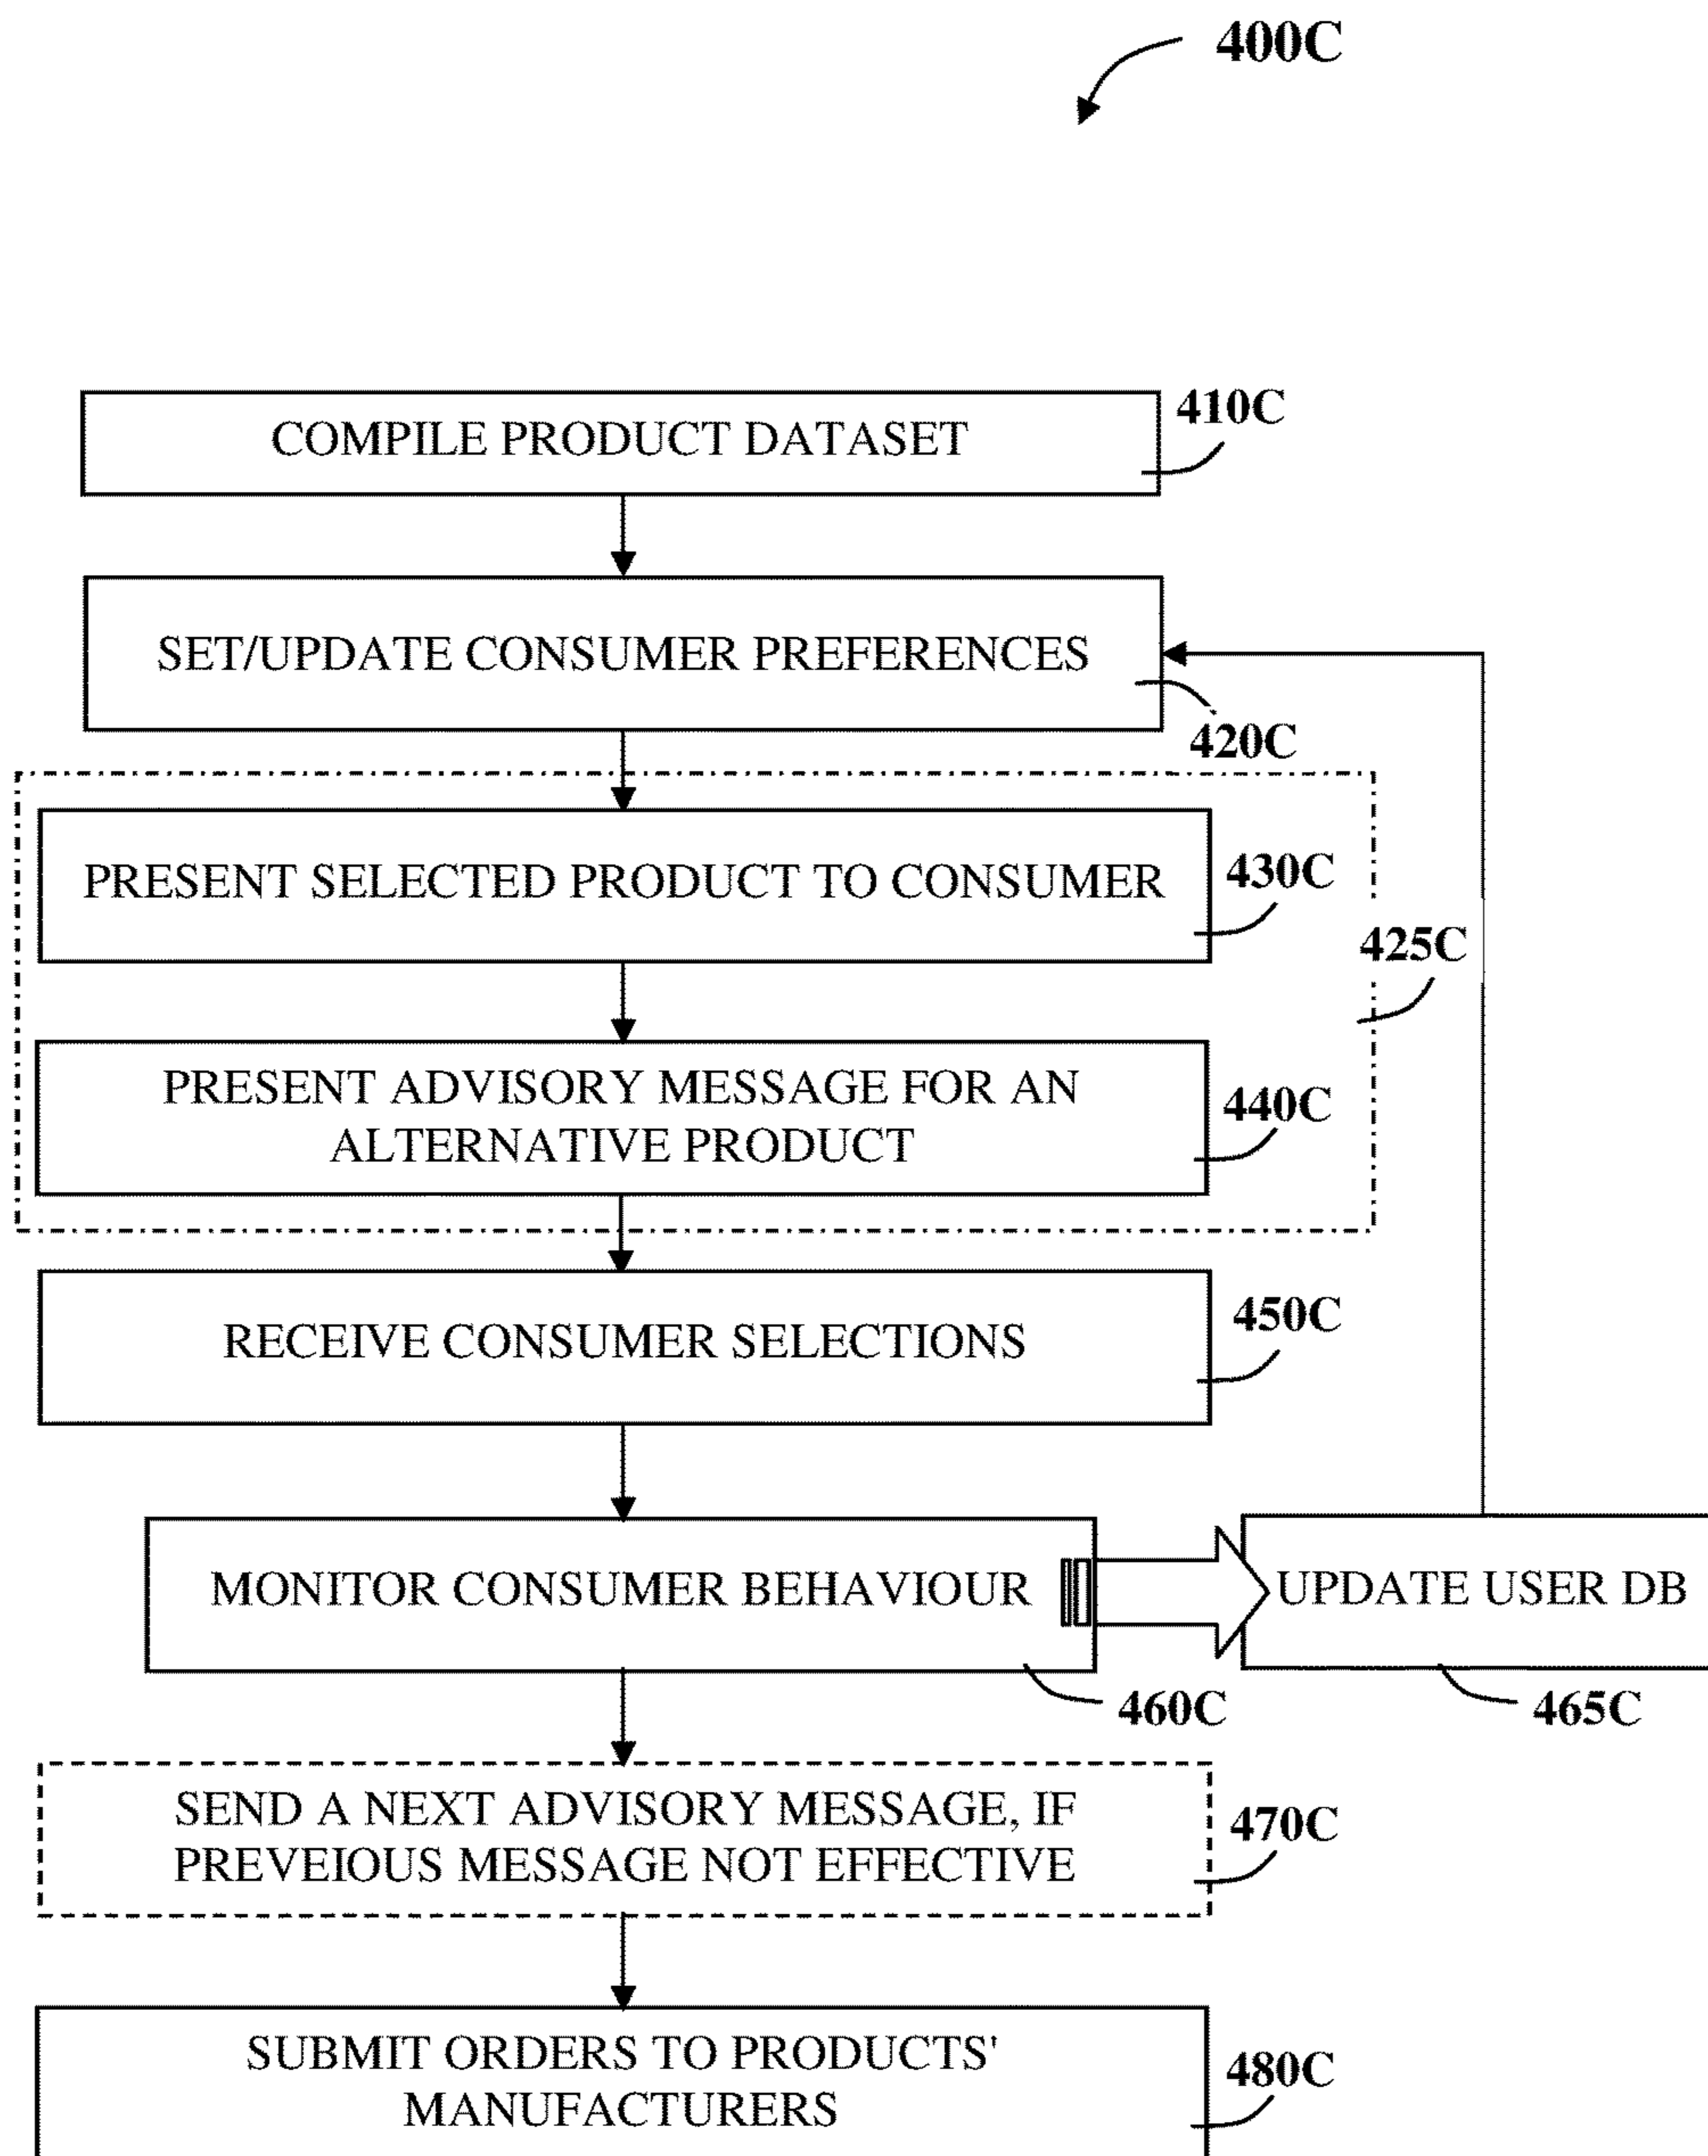 400C
COMPILE PRODUCT DATASET
410C
SET/UPDATE CONSUMER PREFERENCES
420C
PRESENT SELECTED PRODUCT TO CONSUMER
430C
425C
PRESENT ADVISORY MESSAGE FOR AN
ALTERNATIVE PRODUCT
440C
RECEIVE CONSUMER SELECTIONS
450C
MONITOR CONSUMER BEHAVIOUR
UPDATE USER DB
460C
465C
SEND A NEXT ADVISORY MESSAGE, IF
PREVEIOUS MESSAGE NOT EFFECTIVE
470C
SUBMIT ORDERS TO PRODUCTS'
MANUFACTURERS
480C